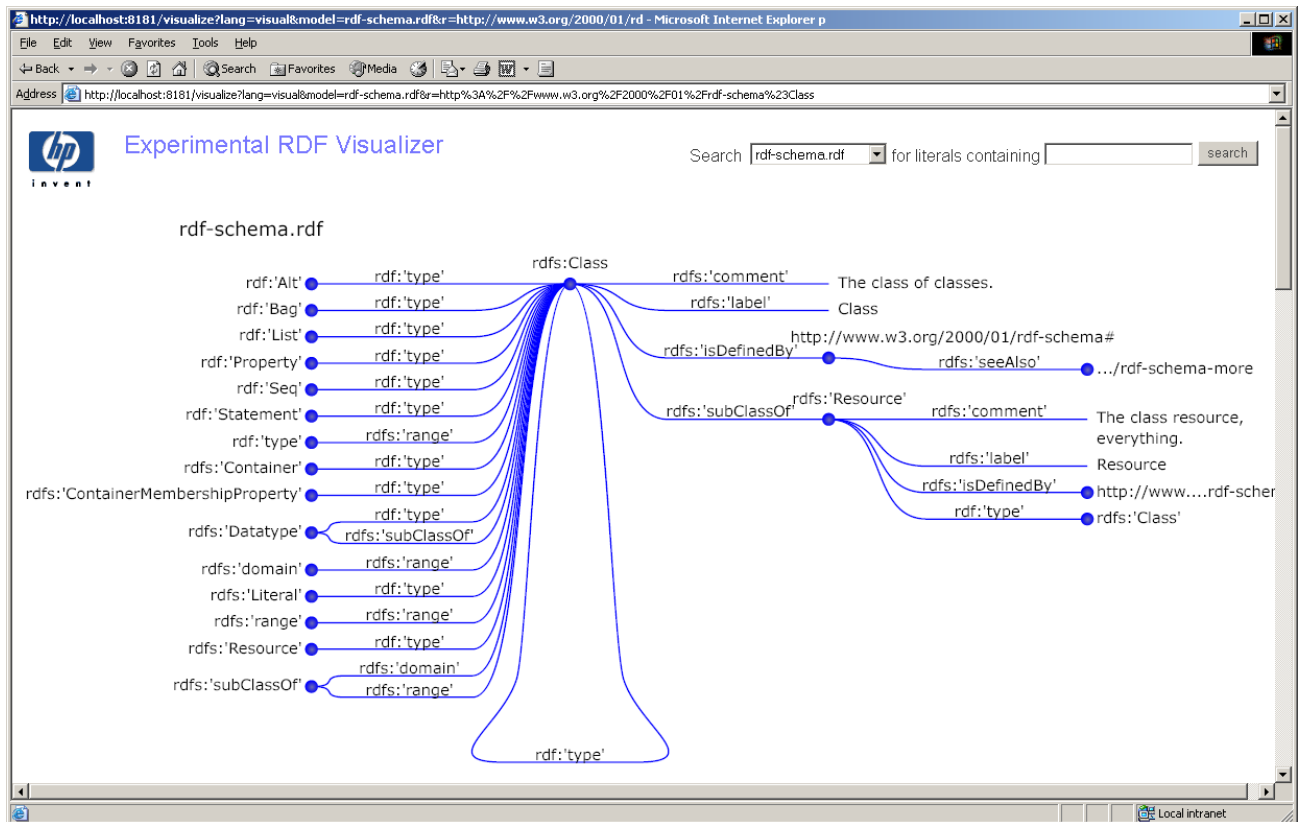 http://localhost:8181/visualize?lang=visual&model=rdf-schema.rdf&r=http://www.w3.org/2000/01/rd - Microsoft Internet Explorer p
File Edit View Favorites Tools Help
Back Search Favorites Media
Address http://localhost:8181/visualize?lang=visual&model=rdf-schema.rdf&r=http%3A%2F%2Fwww.w3.org%2F2000%2F01%2Frdf-schema%23Class
hp
invent
Experimental RDF Visualizer
Search rdf-schema.rdf for literals containing search
rdf-schema.rdf
rdfs:Class
rdf:'Alt' rdf:'type'
rdf:'Bag' rdf:'type'
rdf:'List' rdf:'type'
rdf:'Property' rdf:'type'
rdf:'Seq' rdf:'type'
rdf:'Statement' rdf:'type'
rdf:'type' rdfs:'range'
rdfs:'Container' rdf:'type'
rdfs:'ContainerMembershipProperty' rdf:'type'
rdfs:'Datatype' rdf:'type'
rdfs:'subClassOf'
rdfs:'domain' rdfs:'range'
rdfs:'Literal' rdf:'type'
rdfs:'range' rdfs:'range'
rdfs:'Resource' rdf:'type'
rdfs:'subClassOf' rdfs:'domain'
rdfs:'range'
rdf:'type'
rdfs:'comment' The class of classes.
rdfs:'label' Class
rdfs:'isDefinedBy' http://www.w3.org/2000/01/rdf-schema#
rdfs:'seeAlso' .../rdf-schema-more
rdfs:'subClassOf' rdfs:'Resource'
rdfs:'comment' The class resource,
everything.
rdfs:'label' Resource
rdfs:'isDefinedBy' http://www....rdf-scher
rdf:'type' rdfs:'Class'
Local intranet